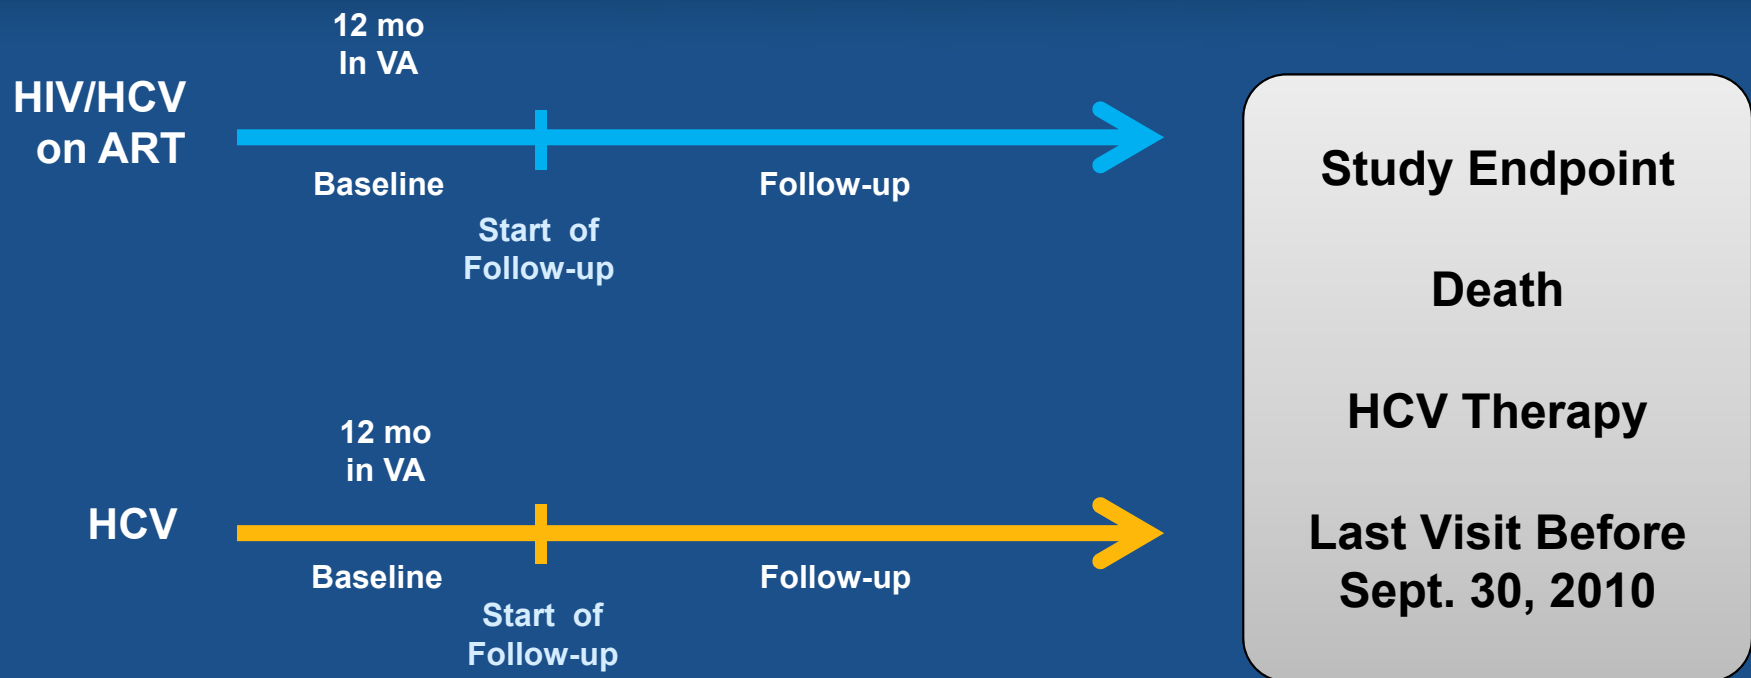 12 mo
In VA
HIV/HCV
on ART
Baseline
Follow-up
Start of
Follow-up
12 mo
in VA
HCV
Baseline
Follow-up
Start of
Follow-up
Study Endpoint
Death
HCV Therapy
Last Visit Before
Sept. 30, 2010